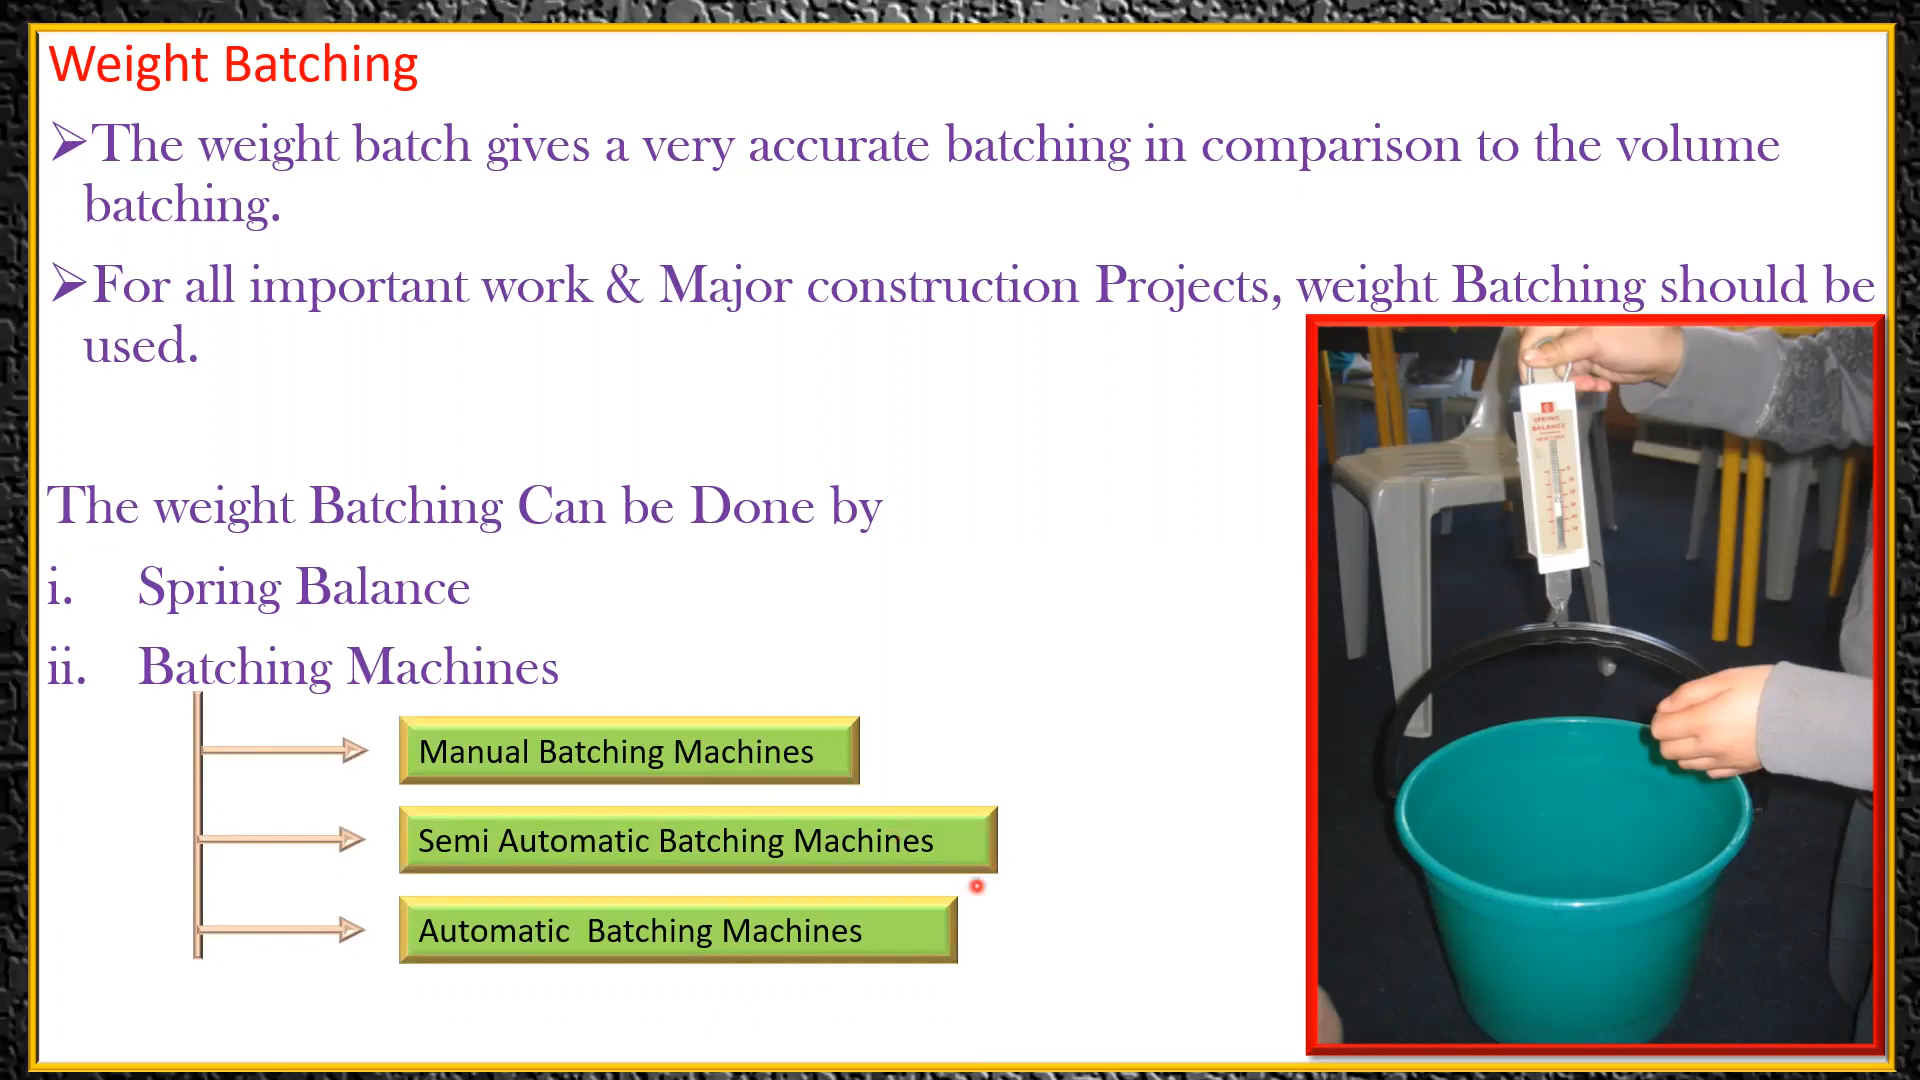 Weight Batching
➢The weight batch gives a very accurate batching in comparison to the volume
batching.
➢For all important work & Major construction Projects, weight Batching should be
used.
The weight Batching Can be Done by
i. Spring Balance
ii. Batching Machines
Manual Batching Machines
Semi Automatic Batching Machines
Automatic  Batching Machines
SPRING
BALANCE